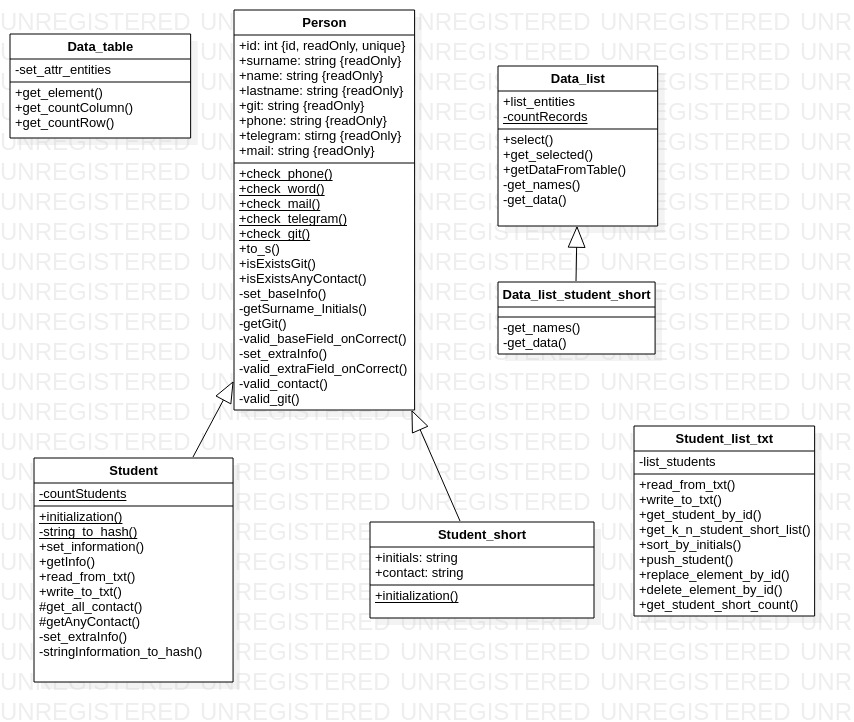 Data_table
-set_attr_entities
+get_element()
+get_countColumn()
+get_countRow()
Person
+id: int {id, readOnly, unique}
+surname: string {readOnly}
+name: string {readOnly}
+lastname: string {readOnly}
+git: string {readOnly}
+phone: string {readOnly}
+telegram: stirng {readOnly}
+mail: string {readOnly}
+check_phone()
+check_word()
+check_mail()
+check_telegram()
+check_git()
+to_s()
+isExistsGit()
+isExistsAnyContact()
-set_baseInfo()
-getSurname_Initials()
-getGit()
-valid_baseField_onCorrect()
-set_extraInfo()
-valid_extraField_onCorrect()
-valid_contact()
-valid_git()
Data_list
+list_entities
-countRecords
+select()
+get_selected()
+getDataFromTable()
-get_names()
-get_data()
Data_list_student_short
-get_names()
-get_data()
Student
-countStudents
+initialization()
-string_to_hash()
+set_information()
+getInfo()
+read_from_txt()
+write_to_txt()
#get_all_contact()
#getAnyContact()
-set_extraInfo()
-stringInformation_to_hash()
Student_short
+initials: string
+contact: string
+initialization()
Student_list_txt
-list_students
+read_from_txt()
+write_to_txt()
+get_student_by_id()
+get_k_n_student_short_list()
+sort_by_initials()
+push_student()
+replace_element_by_id()
+delete_element_by_id()
+get_student_short_count()
UNREGISTERED